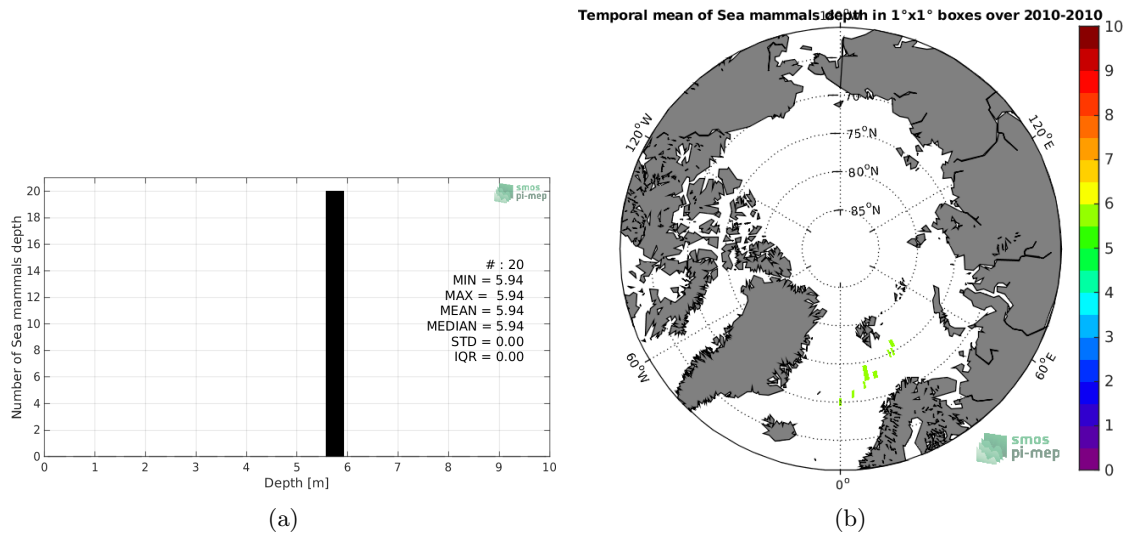 Number of Sea mammals depth
20
18
16
14
12
10
8
6
4
2
0
smos
pi-mep
# : 20
MIN = 5.94
MAX = 5.94
MEAN = 5.94
MEDIAN = 5.94
STD = 0.00
IQR = 0.00
0 1 2 3 4 5 6 7 8 9 10
Depth [m]
(a)
Temporal mean of Sea mammals depth in 1°x1° boxes over 2010-2010
120°W
120°E
70°N
75°N
80°N
85°N
60°W
60°E
0°
smos
pi-mep
10
9
8
7
6
5
4
3
2
1
0
(b)